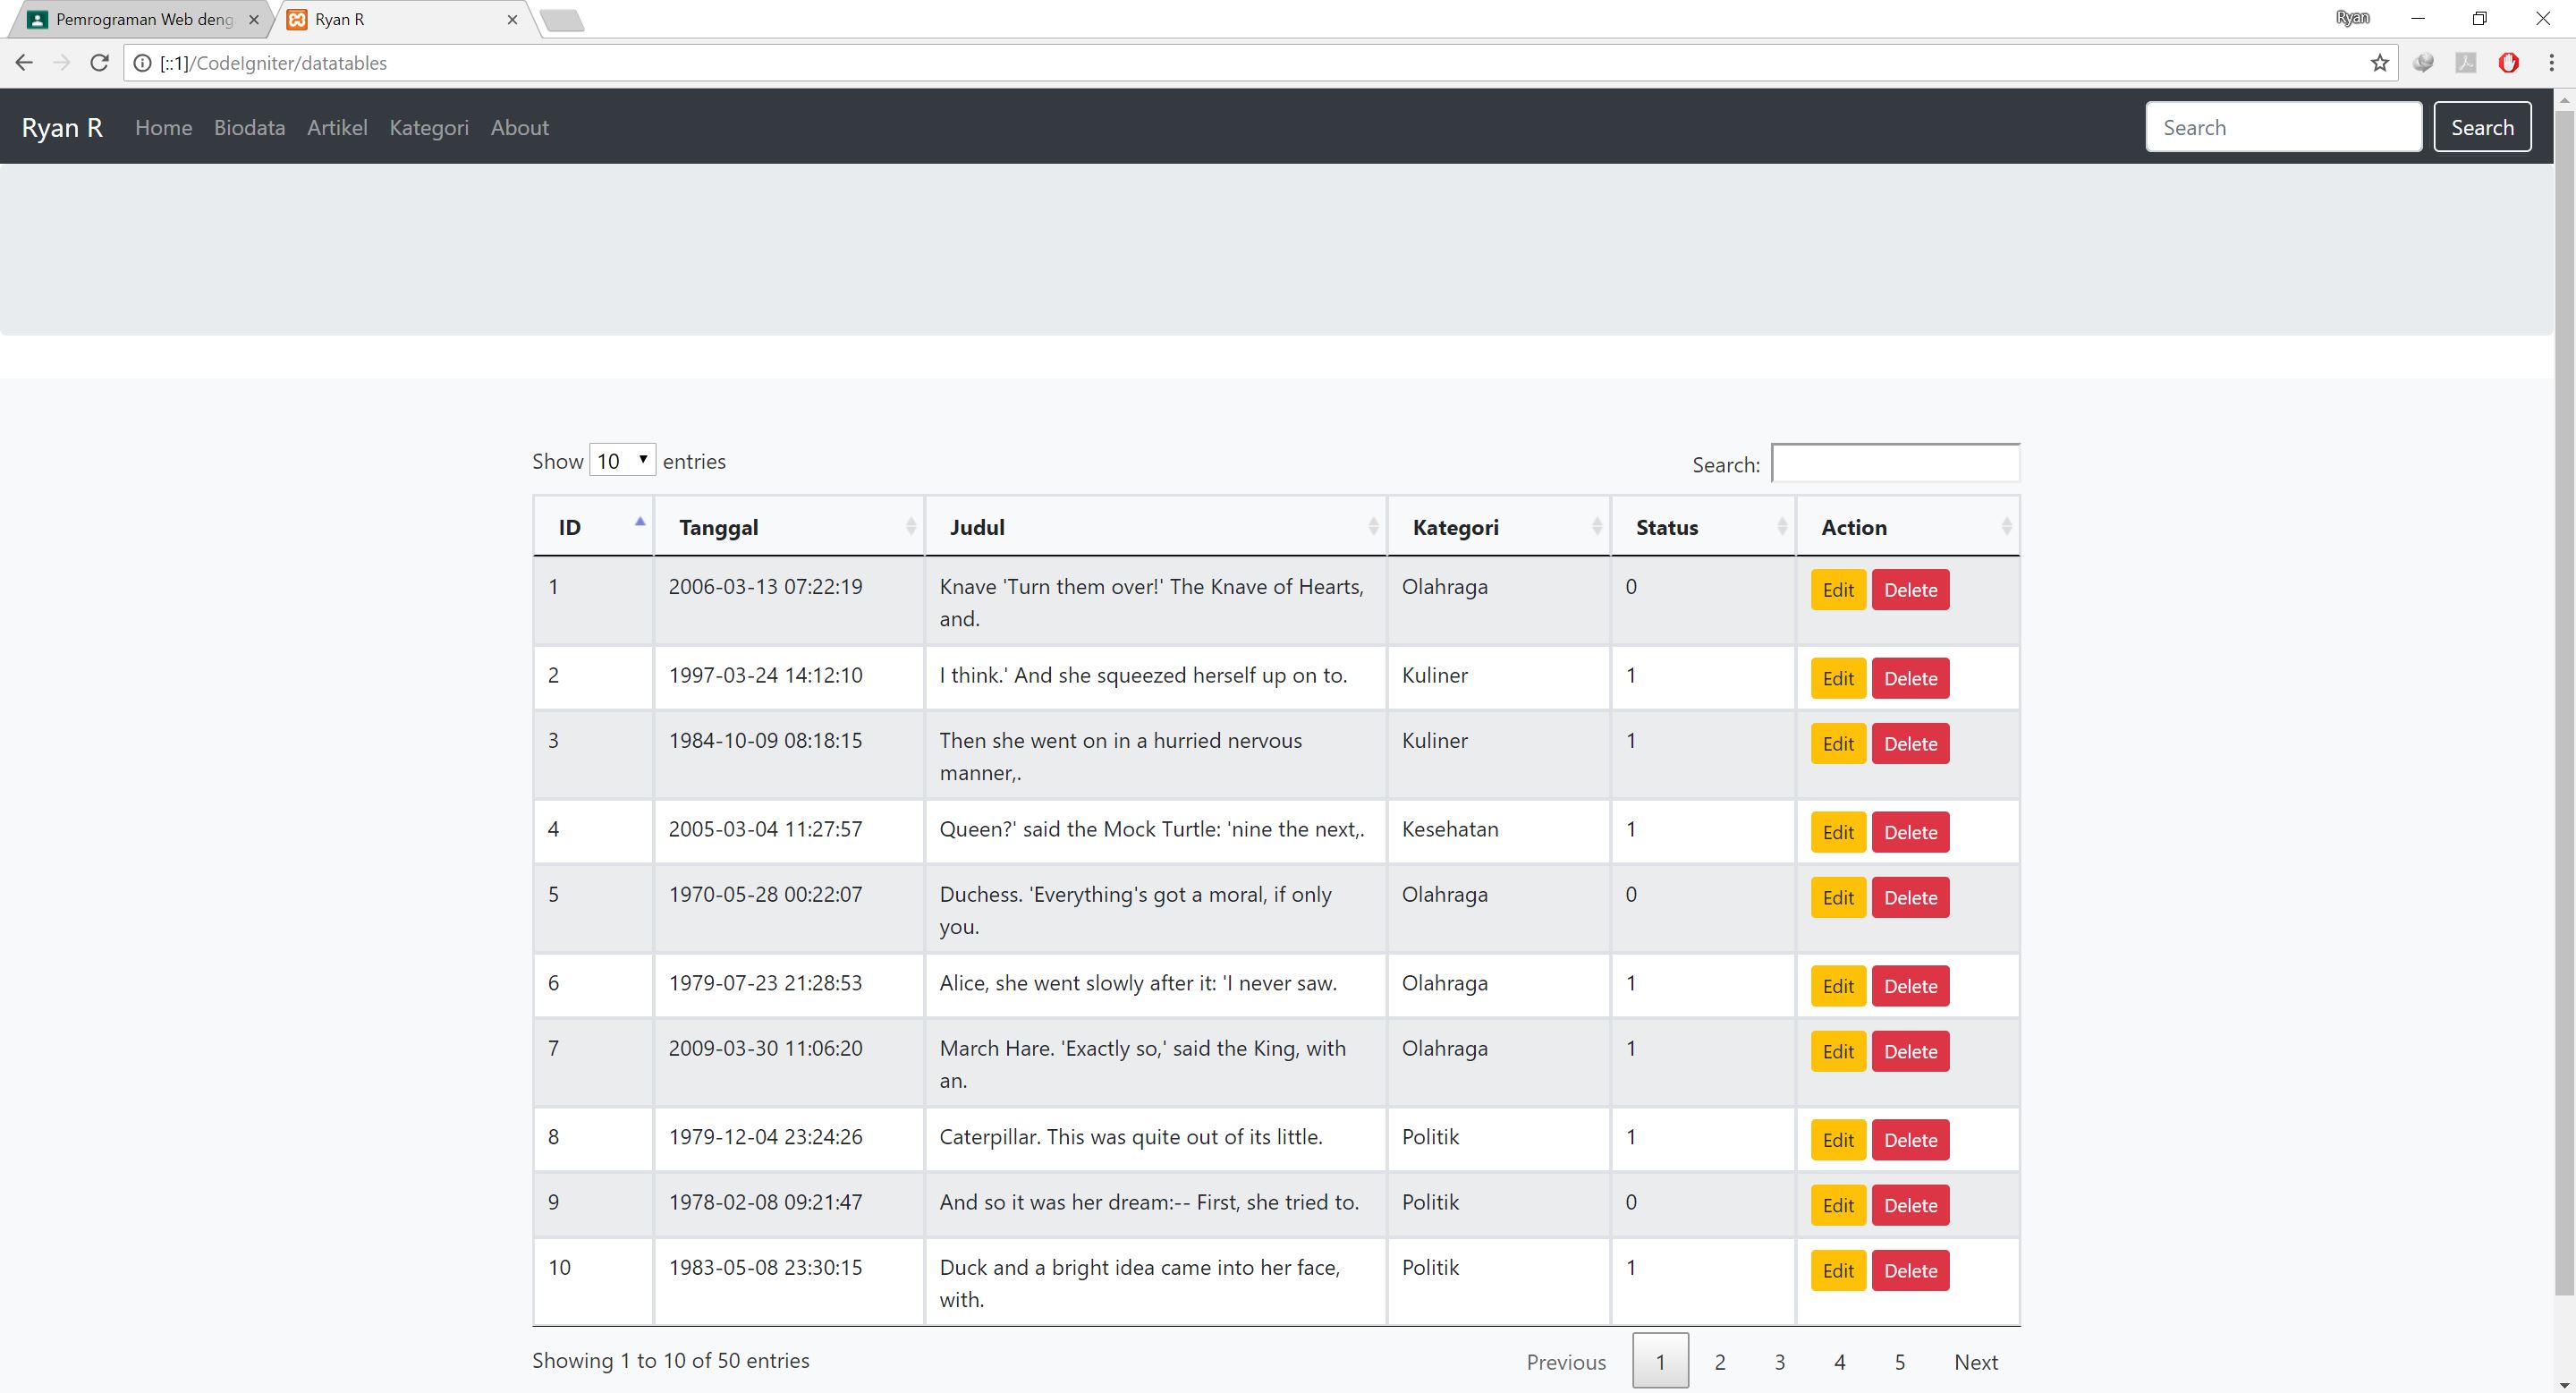 Pemrograman Web deng
Ryan R
Ryan
[::1]/CodeIgniter/datatables
Ryan R Home Biodata Artikel Kategori About Search Search
Show 10 entries Search:
ID Tanggal Judul Kategori Status Action
1 2006-03-13 07:22:19 Knave 'Turn them over!' The Knave of Hearts, Olahraga 0 Edit Delete
and.
2 1997-03-24 14:12:10 I think.' And she squeezed herself up on to. Kuliner 1 Edit Delete
3 1984-10-09 08:18:15 Then she went on in a hurried nervous Kuliner 1 Edit Delete
manner,.
4 2005-03-04 11:27:57 Queen?' said the Mock Turtle: 'nine the next,. Kesehatan 1 Edit Delete
5 1970-05-28 00:22:07 Duchess. 'Everything's got a moral, if only Olahraga 0 Edit Delete
you.
6 1979-07-23 21:28:53 Alice, she went slowly after it: 'I never saw. Olahraga 1 Edit Delete
7 2009-03-30 11:06:20 March Hare. 'Exactly so,' said the King, with Olahraga 1 Edit Delete
an.
8 1979-12-04 23:24:26 Caterpillar. This was quite out of its little. Politik 1 Edit Delete
9 1978-02-08 09:21:47 And so it was her dream:-- First, she tried to. Politik 0 Edit Delete
10 1983-05-08 23:30:15 Duck and a bright idea came into her face, Politik 1 Edit Delete
with.
Showing 1 to 10 of 50 entries Previous 1 2 3 4 5 Next